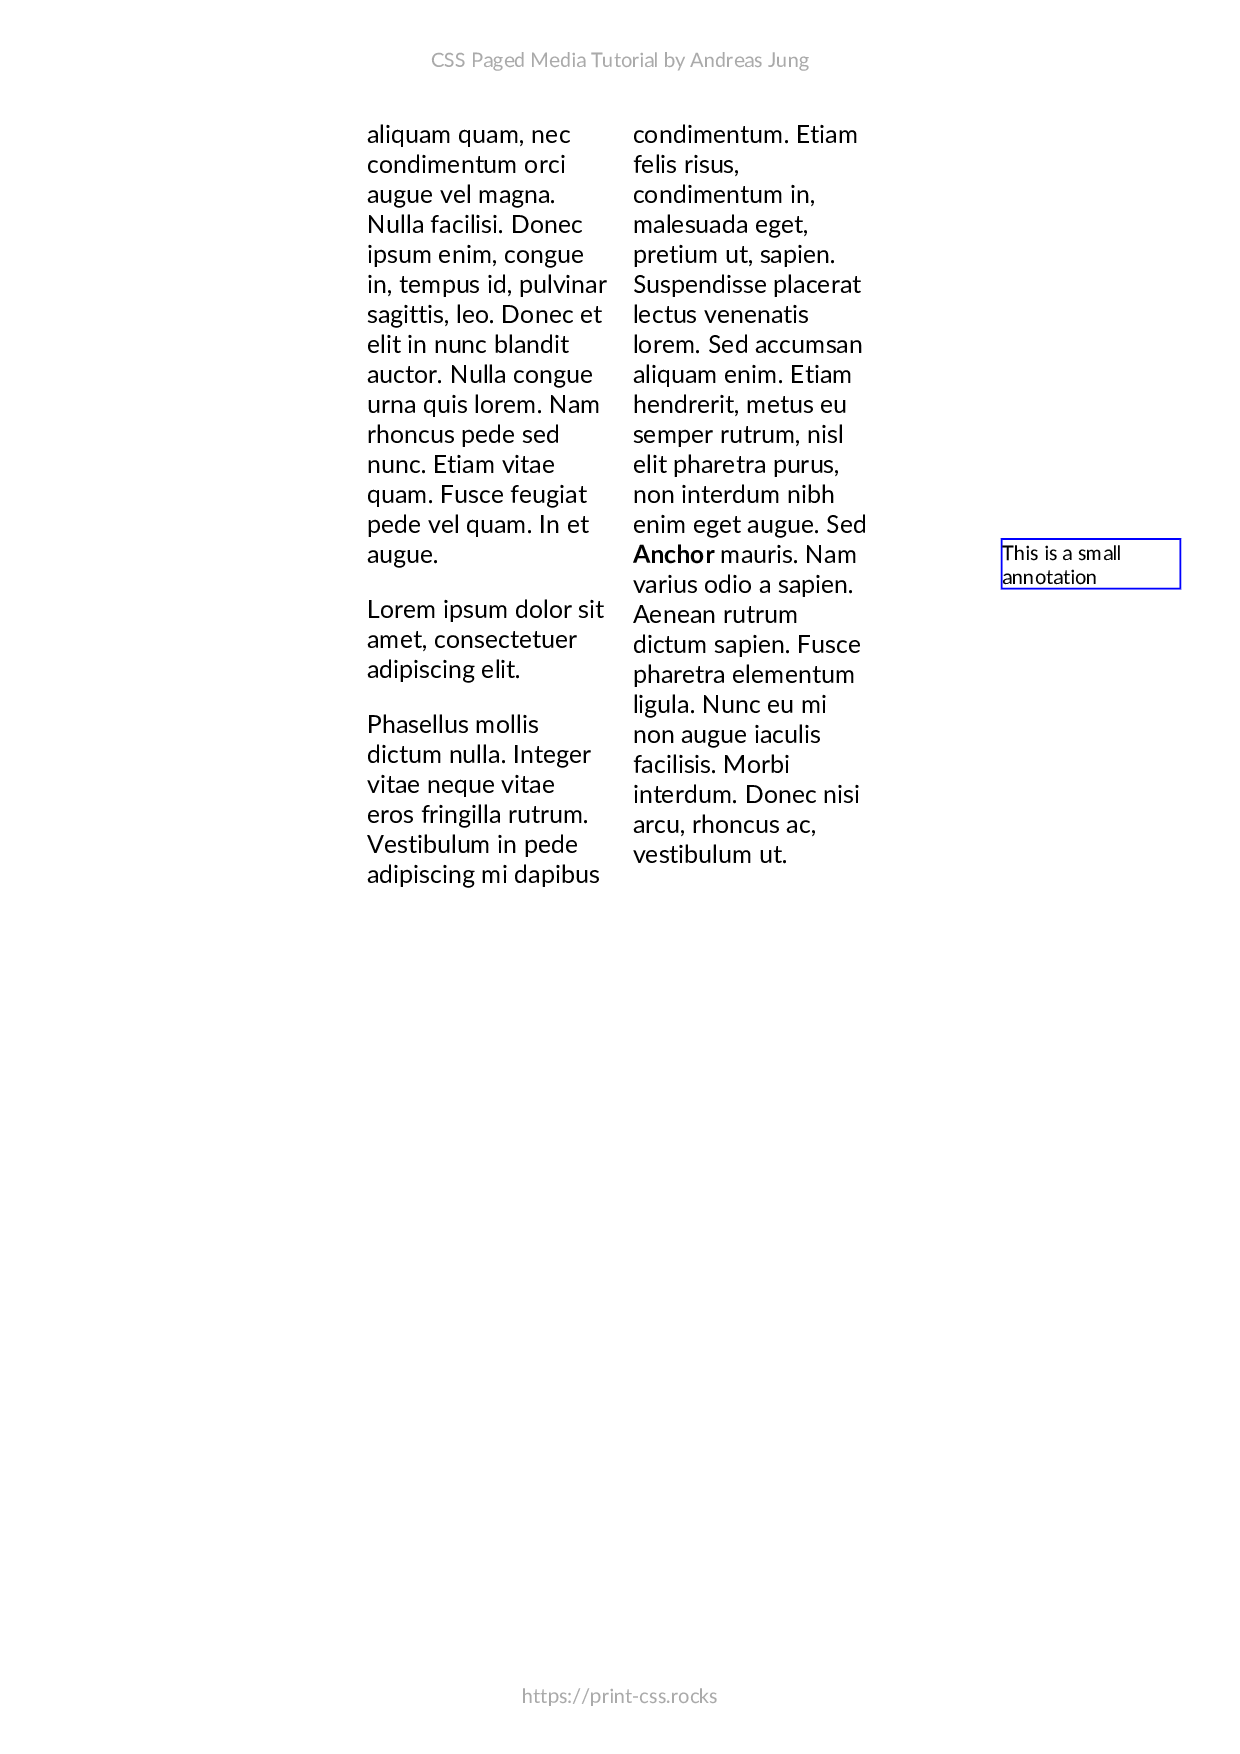 CSS Paged Media Tutorial by Andreas Jung
aliquam quam, nec
condimentum orci
augue vel magna.
Nulla facilisi. Donec
ipsum enim, congue
in, tempus id, pulvinar
sagittis, leo. Donec et
elit in nunc blandit
auctor. Nulla congue
urna quis lorem. Nam
rhoncus pede sed
nunc. Etiam vitae
quam. Fusce feugiat
pede vel quam. In et
augue.
Lorem ipsum dolor sit
amet, consectetuer
adipiscing elit.
Phasellus mollis
dictum nulla. Integer
vitae neque vitae
eros fringilla rutrum.
Vestibulum in pede
adipiscing mi dapibus
condimentum. Etiam
felis risus,
condimentum in,
malesuada eget,
pretium ut, sapien.
Suspendisse placerat
lectus venenatis
lorem. Sed accumsan
aliquam enim. Etiam
hendrerit, metus eu
semper rutrum, nisl
elit pharetra purus,
non interdum nibh
enim eget augue. Sed
Anchor mauris. Nam
varius odio a sapien.
Aenean rutrum
dictum sapien. Fusce
pharetra elementum
ligula. Nunc eu mi
non augue iaculis
facilisis. Morbi
interdum. Donec nisi
arcu, rhoncus ac,
vestibulum ut.
This is a small
annotation
https://print-css.rocks